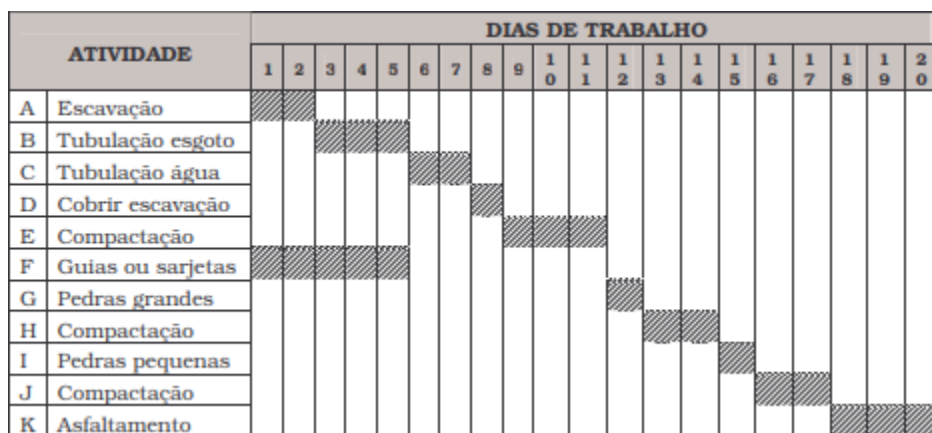 DIAS DE TRABALHO
ATIVIDADE
1 2 3 4 5 6 7 8 9 10 11 12 13 14 15 16 17 18 19 20
A Escavação
B Tubulação esgoto
C Tubulação água
D Cobrir escavação
E Compactação
F Guias ou sarjetas
G Pedras grandes
H Compactação
I Pedras pequenas
J Compactação
K Asfaltamento